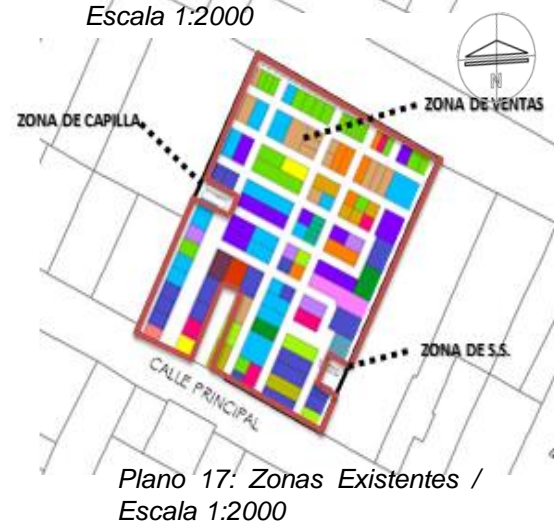 Escala 1:2000
N
ZONA DE VENTAS
ZONA DE CAPILLA
ZONA DE S.S.
CALLE PRINCIPAL
Plano 17: Zonas Existentes /
Escala 1:2000